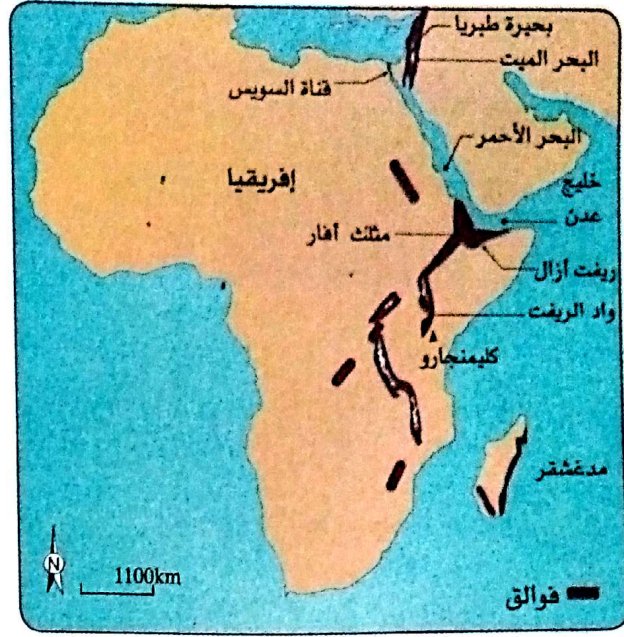 بحيرة طبريا
البحر الميت
قناة السويس
البحر الأحمر
إفريقيا
خليج
عدن
مثلث أفار
ريفت أزال
واد الريفت
كليمنجارو
مدغشقر
N
1100km
فوالق